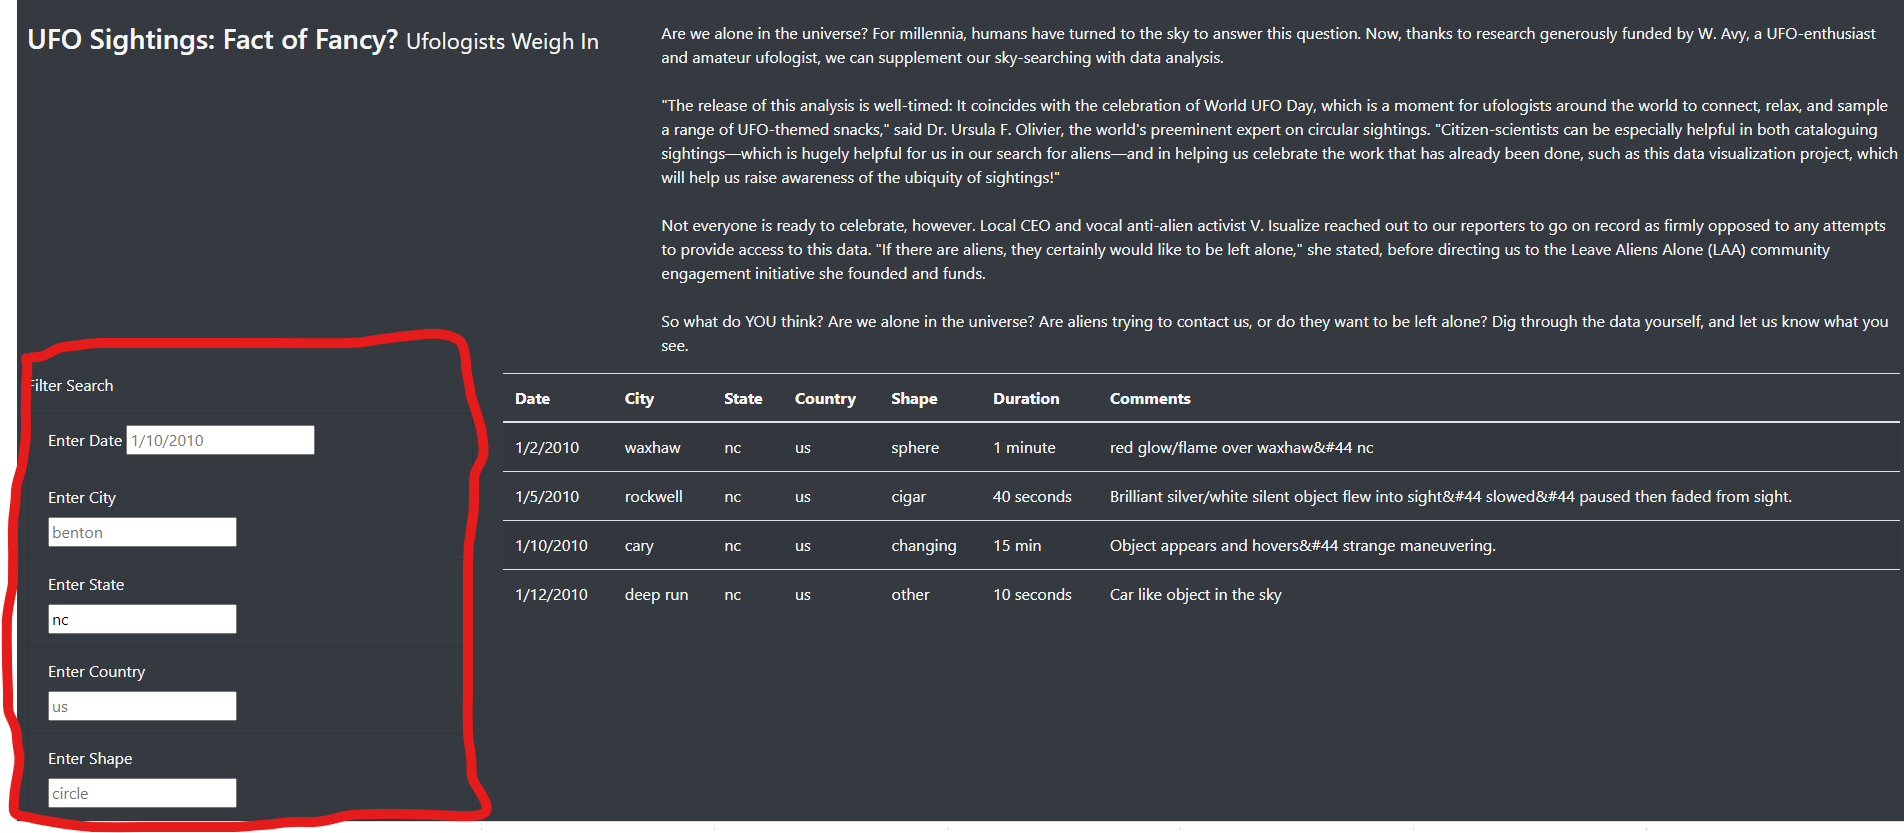 UFO Sightings: Fact of Fancy? Ufologists Weigh In
Are we alone in the universe? For millennia, humans have turned to the sky to answer this question. Now, thanks to research generously funded by W. Avy, a UFO-enthusiast
and amateur ufologist, we can supplement our sky-searching with data analysis.
"The release of this analysis is well-timed: It coincides with the celebration of World UFO Day, which is a moment for ufologists around the world to connect, relax, and sample
a range of UFO-themed snacks," said Dr. Ursula F. Olivier, the world's preeminent expert on circular sightings. "Citizen-scientists can be especially helpful in both cataloguing
sightings—which is hugely helpful for us in our search for aliens—and in helping us celebrate the work that has already been done, such as this data visualization project, which
will help us raise awareness of the ubiquity of sightings!"
Not everyone is ready to celebrate, however. Local CEO and vocal anti-alien activist V. Isualize reached out to our reporters to go on record as firmly opposed to any attempts
to provide access to this data. "If there are aliens, they certainly would like to be left alone," she stated, before directing us to the Leave Aliens Alone (LAA) community
engagement initiative she founded and funds.
So what do YOU think? Are we alone in the universe? Are aliens trying to contact us, or do they want to be left alone? Dig through the data yourself, and let us know what you
see.
Filter Search
Enter Date 1/10/2010
Enter City
benton
Enter State
nc
Enter Country
us
Enter Shape
circle
Date City State Country Shape Duration Comments
1/2/2010 waxhaw nc us sphere 1 minute red glow/flame over waxhaw&#44 nc
1/5/2010 rockwell nc us cigar 40 seconds Brilliant silver/white silent object flew into sight&#44 slowed&#44 paused then faded from sight.
1/10/2010 cary nc us changing 15 min Object appears and hovers&#44 strange maneuvering.
1/12/2010 deep run nc us other 10 seconds Car like object in the sky